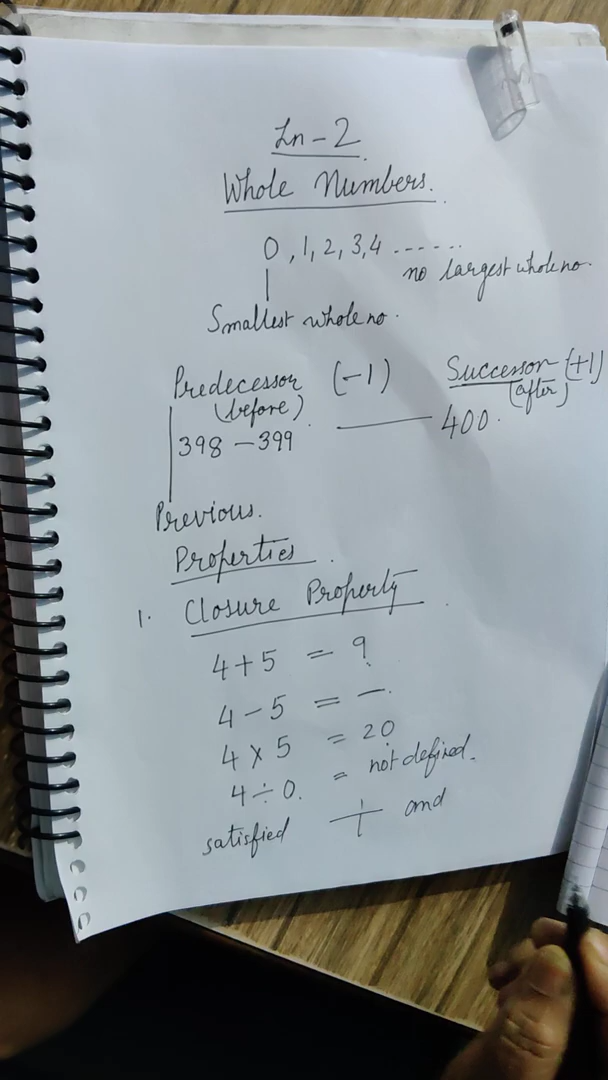 Ln-2
Whole Numbers.
0, 1, 2, 3, 4 ------
no largest whole no.
Smallest whole no.
Predecessor (-1) Successor (+1)
(before) (after)
398 - 399 —— 400.
Previous.
Properties.
1. Closure Property
4 + 5 = 9
4 - 5 = -.
4 × 5 = 20
4 ÷ 0. = not defined.
satisfied and